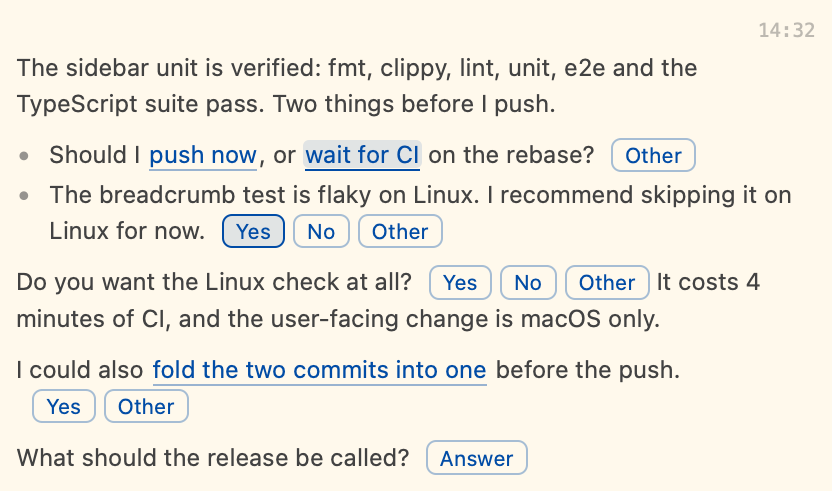 14:32
The sidebar unit is verified: fmt, clippy, lint, unit, e2e and the
TypeScript suite pass. Two things before I push.
• Should I push now, or wait for CI on the rebase? Other
• The breadcrumb test is flaky on Linux. I recommend skipping it on
Linux for now. Yes No Other
Do you want the Linux check at all? Yes No Other It costs 4
minutes of CI, and the user-facing change is macOS only.
I could also fold the two commits into one before the push.
Yes Other
What should the release be called? Answer